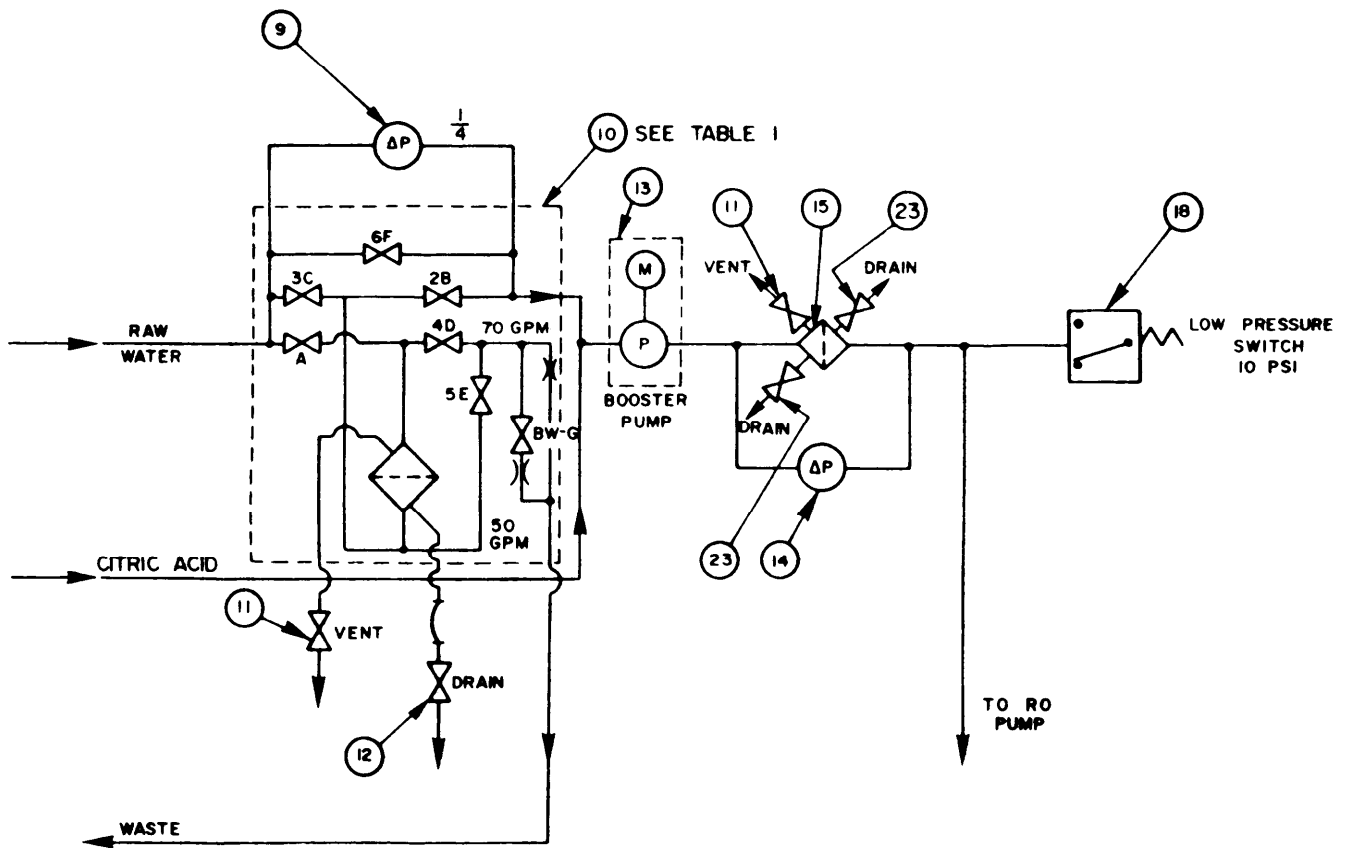 9
ΔP
1/4
10 SEE TABLE 1
13
11
15
23
18
6F
M
VENT
DRAIN
3C
2B
RAW
WATER
A
4D
70 GPM
P
LOW PRESSURE
SWITCH
10 PSI
5E
BOOSTER
PUMP
BW-G
DRAIN
ΔP
50
GPM
23
14
CITRIC ACID
11
VENT
DRAIN
12
TO RO
PUMP
WASTE